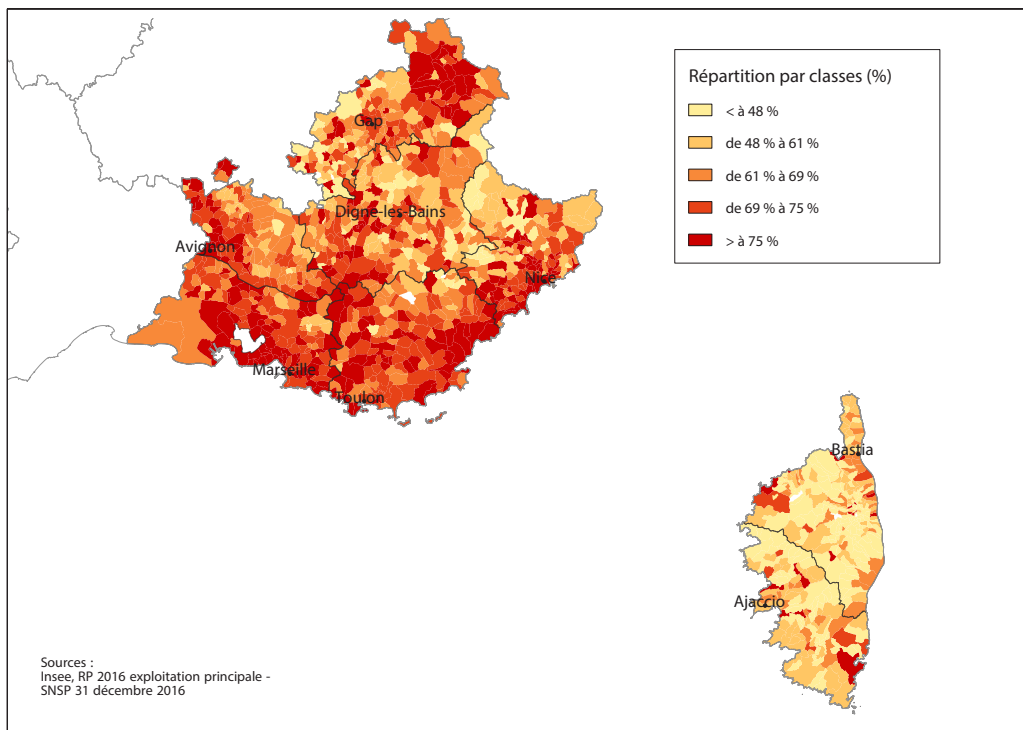 Répartition par classes (%)
< à 48 %
de 48 % à 61 %
de 61 % à 69 %
de 69 % à 75 %
> à 75 %
Gap
Digne-les-Bains
Avignon
Nice
Marseille
Toulon
Bastia
Ajaccio
Sources :
Insee, RP 2016 exploitation principale -
SNSP 31 décembre 2016